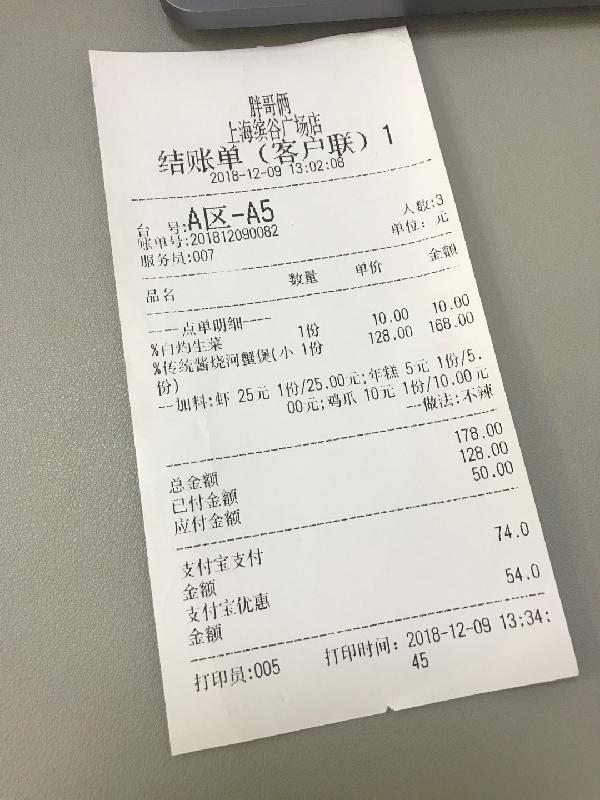 胖哥俩
上海缤谷广场店
结账单（客户联）1
2018-12-09 13:02:08
台 号:A区-A5 人数:3
账单号:201812090082 单位: 元
服务员:007
品名 数量 单价 金额
----点单明细----
%白灼生菜 1份 10.00 10.00
%传统酱烧河蟹煲(小 1份 128.00 168.00
份)
--加料:虾 25元 1份/25.00元;年糕 5元 1份/5.
00元;鸡爪 10元 1份/10.00元
--做法:不辣
总金额 178.00
已付金额 128.00
应付金额 50.00
支付宝支付 74.0
金额
支付宝优惠 54.0
金额
打印员:005 打印时间: 2018-12-09 13:34:
45